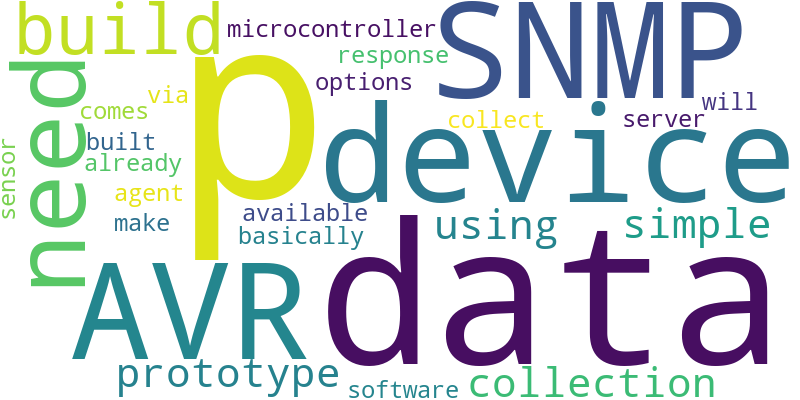 build
microcontroller
SNMP
response
options
need
via
comes
p
device
collect
will
server
built
already
sensor
agent
make
available
basically
using
simple
AVR
data
prototype
software
collection